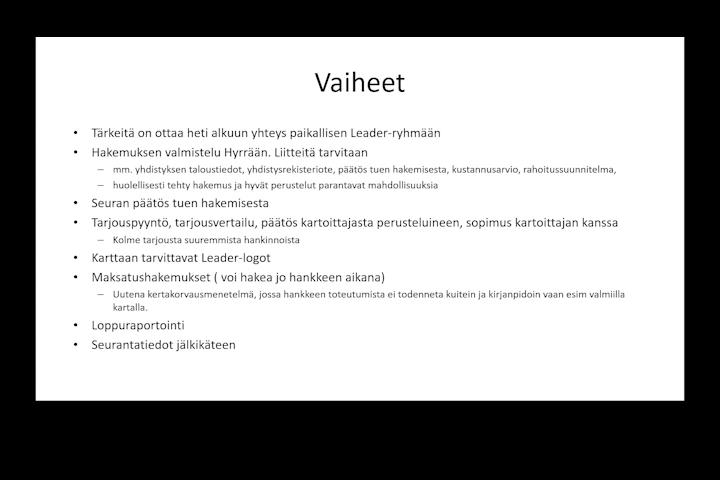 Vaiheet
• Tärkeitä on ottaa heti alkuun yhteys paikallisen Leader-ryhmään
• Hakemuksen valmistelu Hyrrään. Liitteitä tarvitaan
– mm. yhdistyksen taloustiedot, yhdistysrekisteriote, päätös tuen hakemisesta, kustannusarvio, rahoitussuunnitelma,
– huolellisesti tehty hakemus ja hyvät perustelut parantavat mahdollisuuksia
• Seuran päätös tuen hakemisesta
• Tarjouspyyntö, tarjousvertailu, päätös kartoittajasta perusteluineen, sopimus kartoittajan kanssa
– Kolme tarjousta suuremmista hankinnoista
• Karttaan tarvittavat Leader-logot
• Maksatushakemukset ( voi hakea jo hankkeen aikana)
– Uutena kertakorvausmenetelmä, jossa hankkeen toteutumista ei todenneta kuitein ja kirjanpidoin vaan esim valmiilla
kartalla.
• Loppuraportointi
• Seurantatiedot jälkikäteen